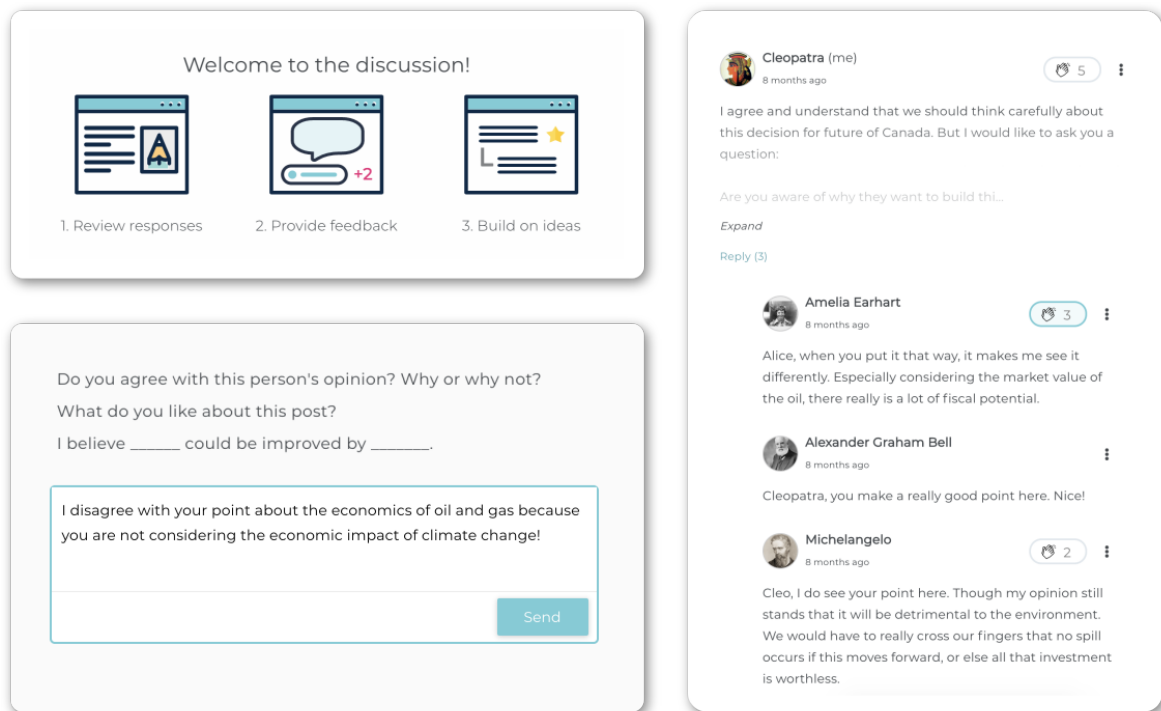 Welcome to the discussion!
+2
1. Review responses
2. Provide feedback
3. Build on ideas
Do you agree with this person's opinion? Why or why not?
What do you like about this post?
I believe ______ could be improved by _______.
I disagree with your point about the economics of oil and gas because
you are not considering the economic impact of climate change!
Send
Cleopatra (me)
8 months ago
5
I agree and understand that we should think carefully about
this decision for future of Canada. But I would like to ask you a
question:
Are you aware of why they want to build thi...
Expand
Reply (3)
Amelia Earhart
8 months ago
3
Alice, when you put it that way, it makes me see it
differently. Especially considering the market value of
the oil, there really is a lot of fiscal potential.
Alexander Graham Bell
8 months ago
Cleopatra, you make a really good point here. Nice!
Michelangelo
8 months ago
2
Cleo, I do see your point here. Though my opinion still
stands that it will be detrimental to the environment.
We would have to really cross our fingers that no spill
occurs if this moves forward, or else all that investment
is worthless.